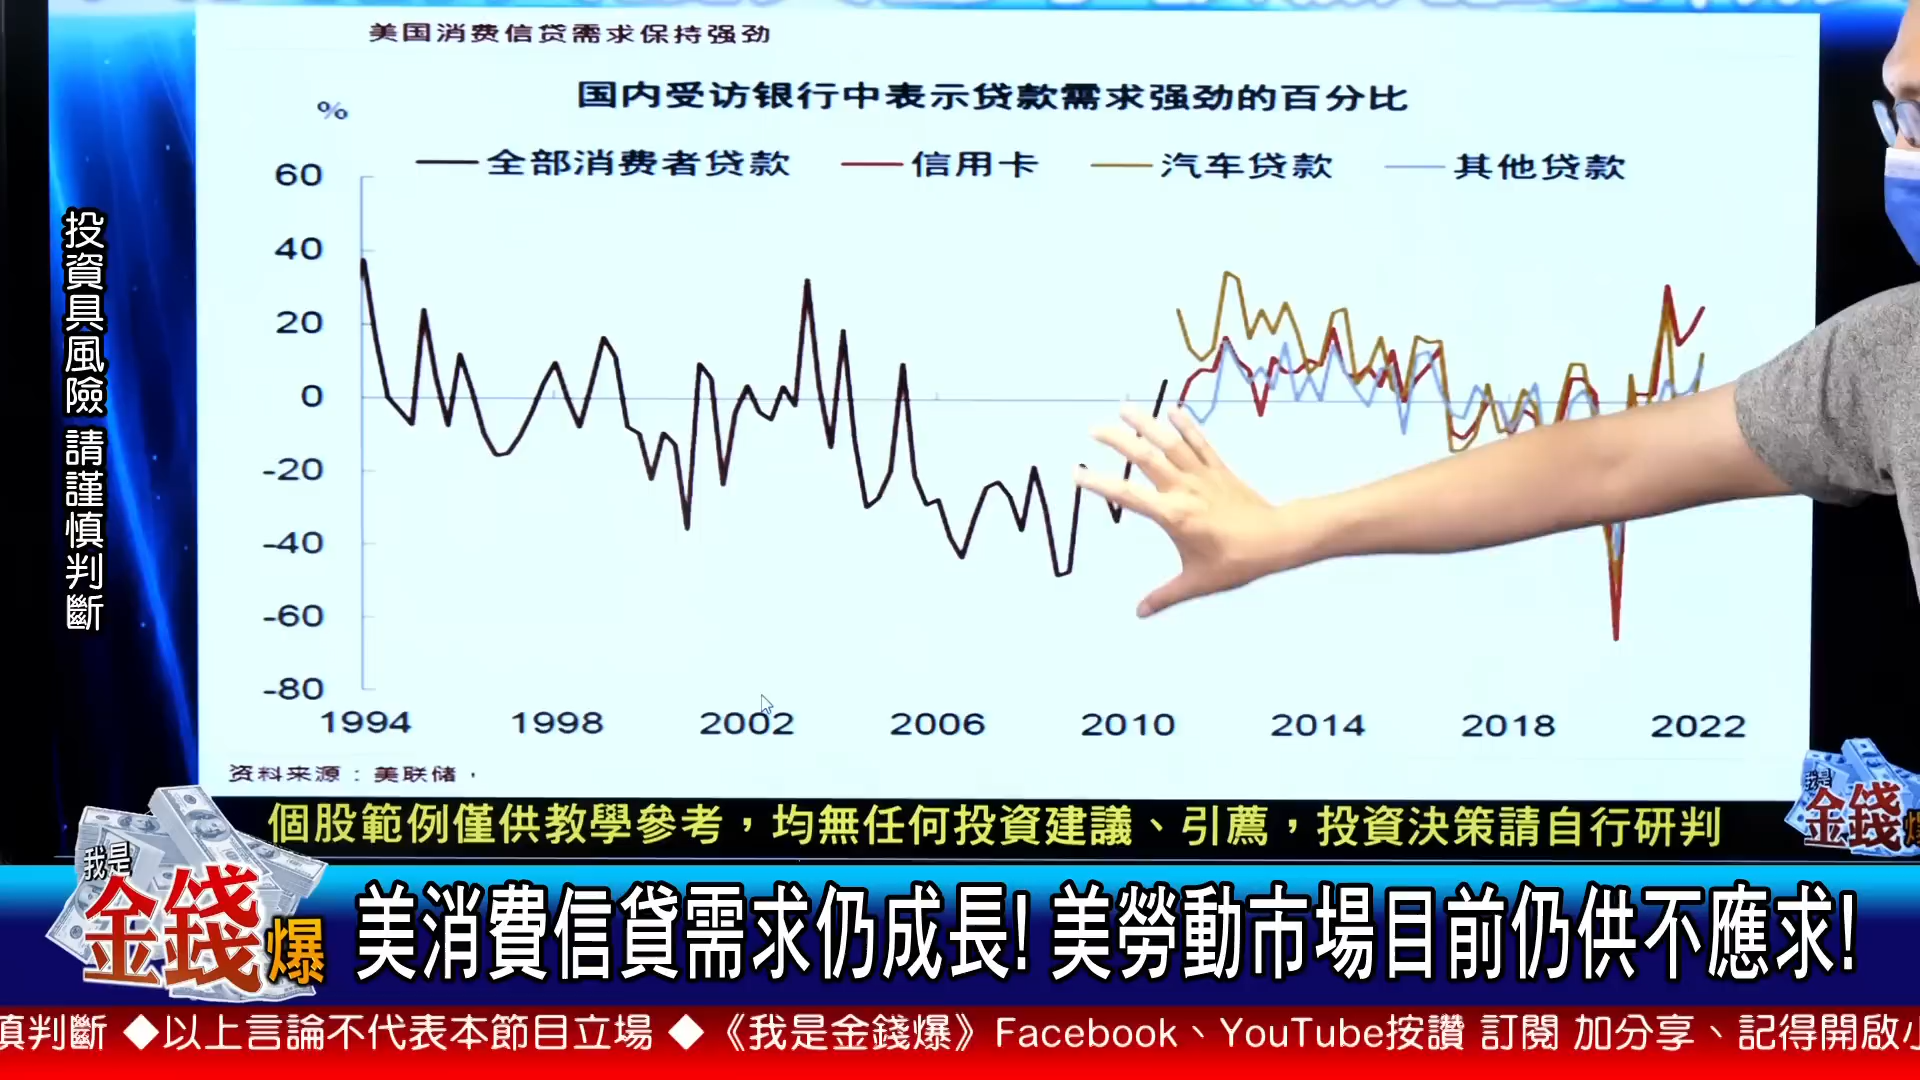 美国消费信贷需求保持强劲
国内受访银行中表示贷款需求强劲的百分比
%
全部消费者贷款 信用卡 汽车贷款 其他贷款
60
40
20
0
-20
-40
-60
-80
1994 1998 2002 2006 2010 2014 2018 2022
资料来源：美联储，
投資具風險 請謹慎判斷
個股範例僅供教學參考，均無任何投資建議、引薦，投資決策請自行研判
我是
金錢爆
我是
金錢爆
美消費信貸需求仍成長! 美勞動市場目前仍供不應求!
慎判斷 ◆以上言論不代表本節目立場 ◆《我是金錢爆》Facebook、YouTube按讚 訂閱 加分享、記得開啟小